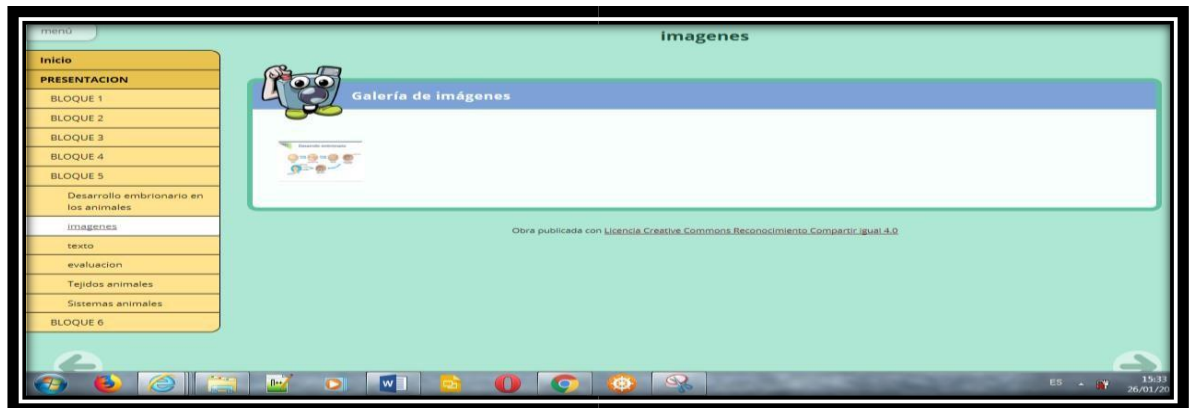 menú
imagenes
Inicio
PRESENTACION
BLOQUE 1
BLOQUE 2
BLOQUE 3
BLOQUE 4
BLOQUE 5
Desarrollo embrionario en
los animales
imagenes
texto
evaluacion
Tejidos animales
Sistemas animales
BLOQUE 6
Galería de imágenes
Desarrollo embrionario
Obra publicada con Licencia Creative Commons Reconocimiento Compartir igual 4.0
ES
15:33
26/01/20